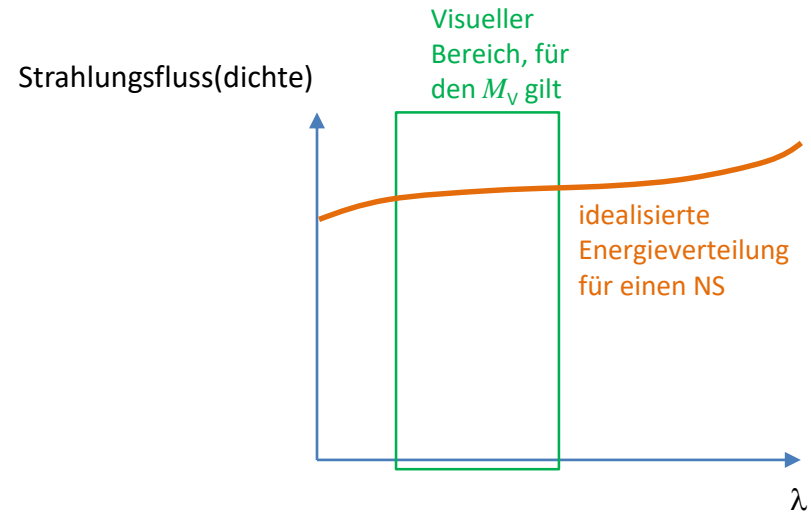 Visueller
Bereich, für
den Mᵥ gilt
Strahlungsfluss(dichte)
idealisierte
Energieverteilung
für einen NS
λ